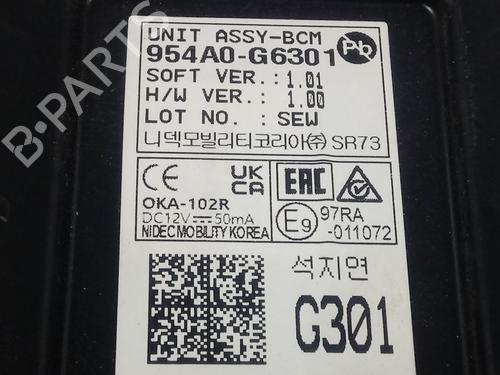 UNIT ASSY-BCM
954A0-G6301
Pb
SOFT VER. : 1.01
H/W VER. : 1.00
LOT NO. : SEW
니덱모빌리티코리아㈜ SR73
CE UK CA EAC
OKA-102R
DC12V 50mA
NIDEC MOBILITY KOREA
E9 97RA
-011072
석지연
G301
B-Parts